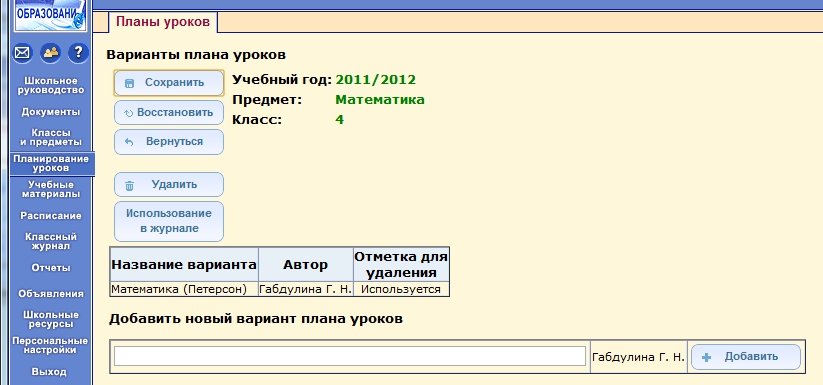 ОБРАЗОВАНИ
Планы уроков
?
Школьное
руководство
Документы
Классы
и предметы
Планирование
уроков
Учебные
материалы
Расписание
Классный
журнал
Отчеты
Объявления
Школьные
ресурсы
Персональные
настройки
Выход
Варианты плана уроков
Сохранить
Восстановить
Вернуться
Удалить
Использование
в журнале
Учебный год: 2011/2012
Предмет: Математика
Класс: 4
Название варианта Автор Отметка для
удаления
Математика (Петерсон) Габдулина Г. Н. Используется
Добавить новый вариант плана уроков
Габдулина Г. Н. Добавить